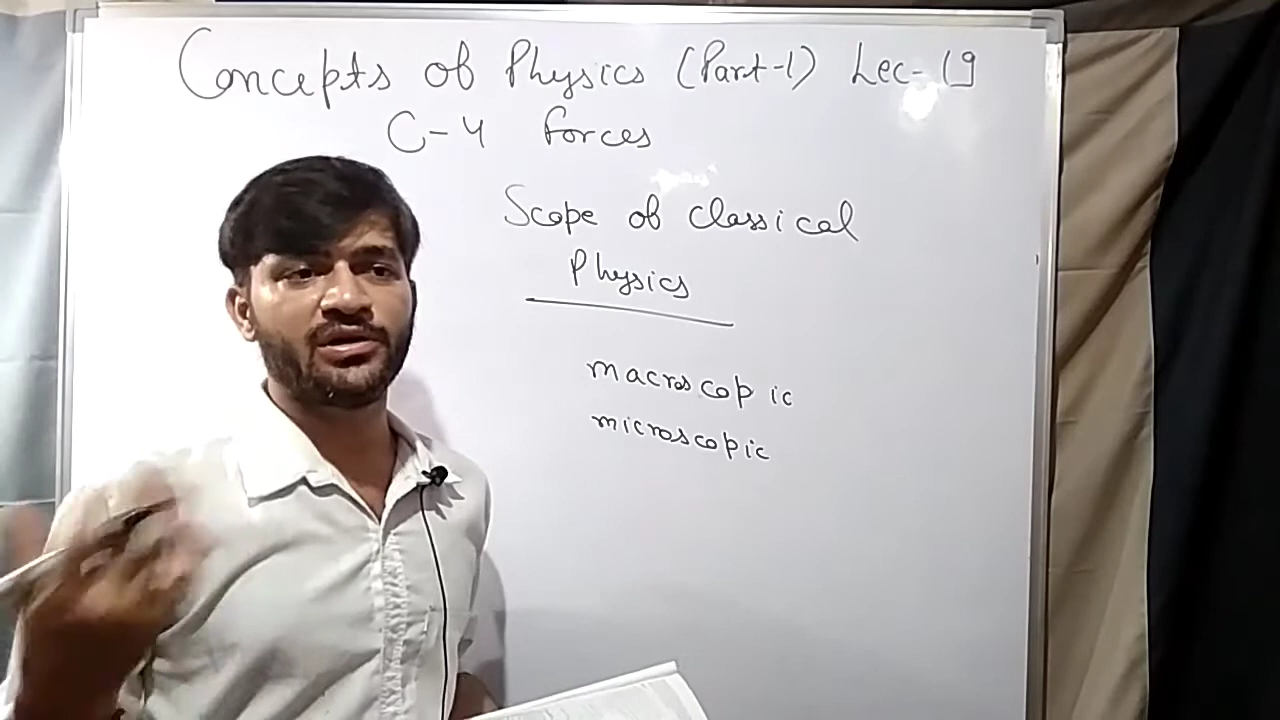 Concepts of Physics (Part-1) Lec-19
C-4 forces
Scope of classical
Physics
macroscopic
microscopic